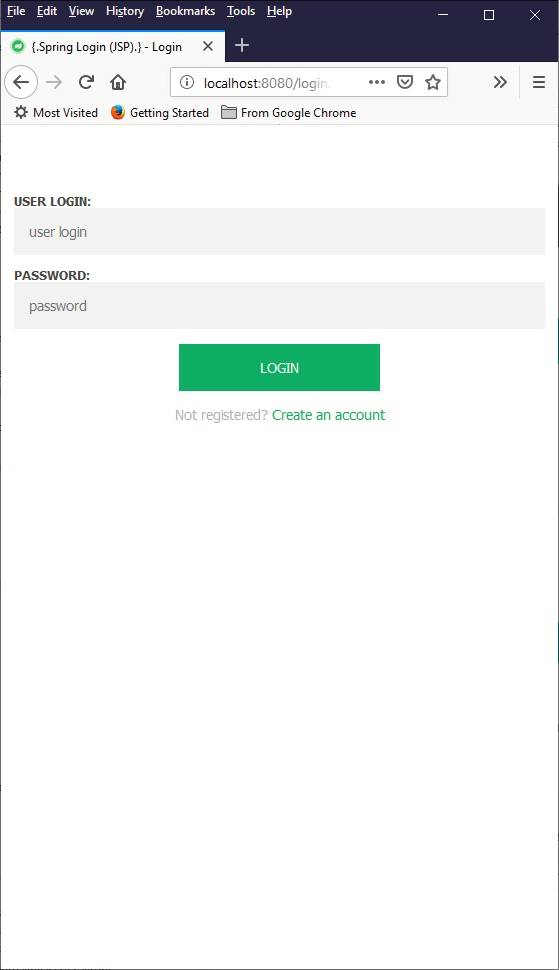 File Edit View History Bookmarks Tools Help
{.Spring Login (JSP).} - Login
localhost:8080/login.
Most Visited Getting Started From Google Chrome
USER LOGIN:
user login
PASSWORD:
password
LOGIN
Not registered? Create an account